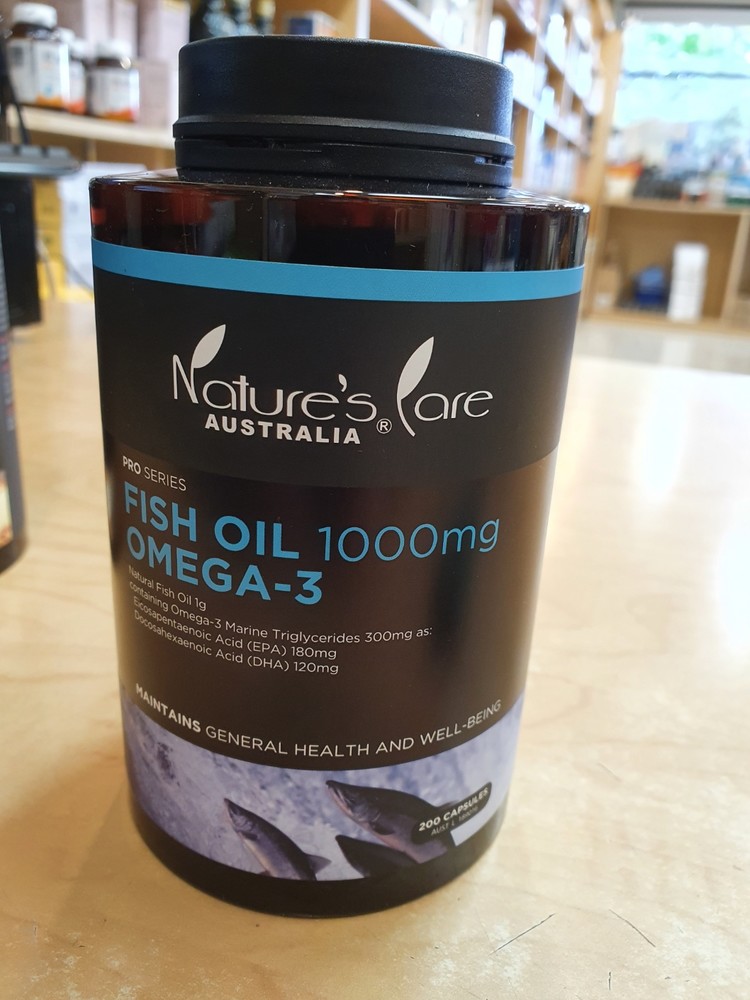 Nature's Care
AUSTRALIA ®
PRO SERIES
FISH OIL 1000mg
OMEGA-3
Natural Fish Oil 1g
containing Omega-3 Marine Triglycerides 300mg as:
Eicosapentaenoic Acid (EPA) 180mg
Docosahexaenoic Acid (DHA) 120mg
MAINTAINS GENERAL HEALTH AND WELL-BEING
200 CAPSULES
AUST L